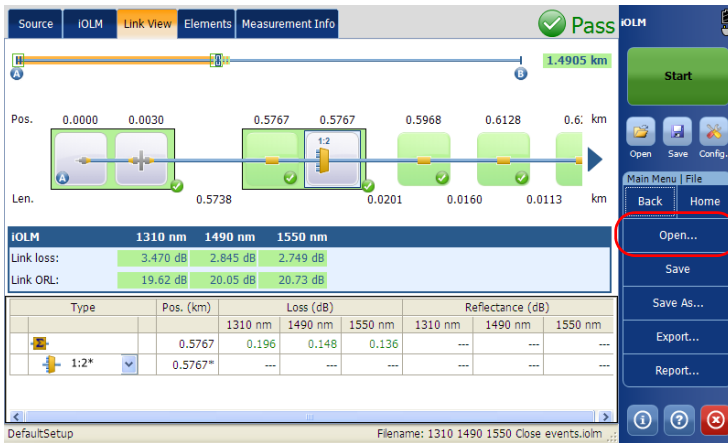 Source iOLM Link View Elements Measurement Info Pass iOLM
A B 1.4905 km
Start
Pos. 0.0000 0.0030 0.5767 0.5767 0.5968 0.6128 km
1:2
A
Open Save Config.
Len. 0.5738 0.0201 0.0160 0.0113 km
Main Menu | File
Back Home
iOLM 1310 nm 1490 nm 1550 nm
Link loss: 3.470 dB 2.845 dB 2.749 dB
Link ORL: 19.62 dB 20.05 dB 20.73 dB
Open...
Save
Save As...
Export...
Report...
Type Pos. (km) Loss (dB) Reflectance (dB)
1310 nm 1490 nm 1550 nm 1310 nm 1490 nm 1550 nm
Σ 0.5767 0.196 0.148 0.136 --- --- ---
1:2* 0.5767* --- --- --- --- --- ---
DefaultSetup Filename: 1310 1490 1550 Close events.iolm